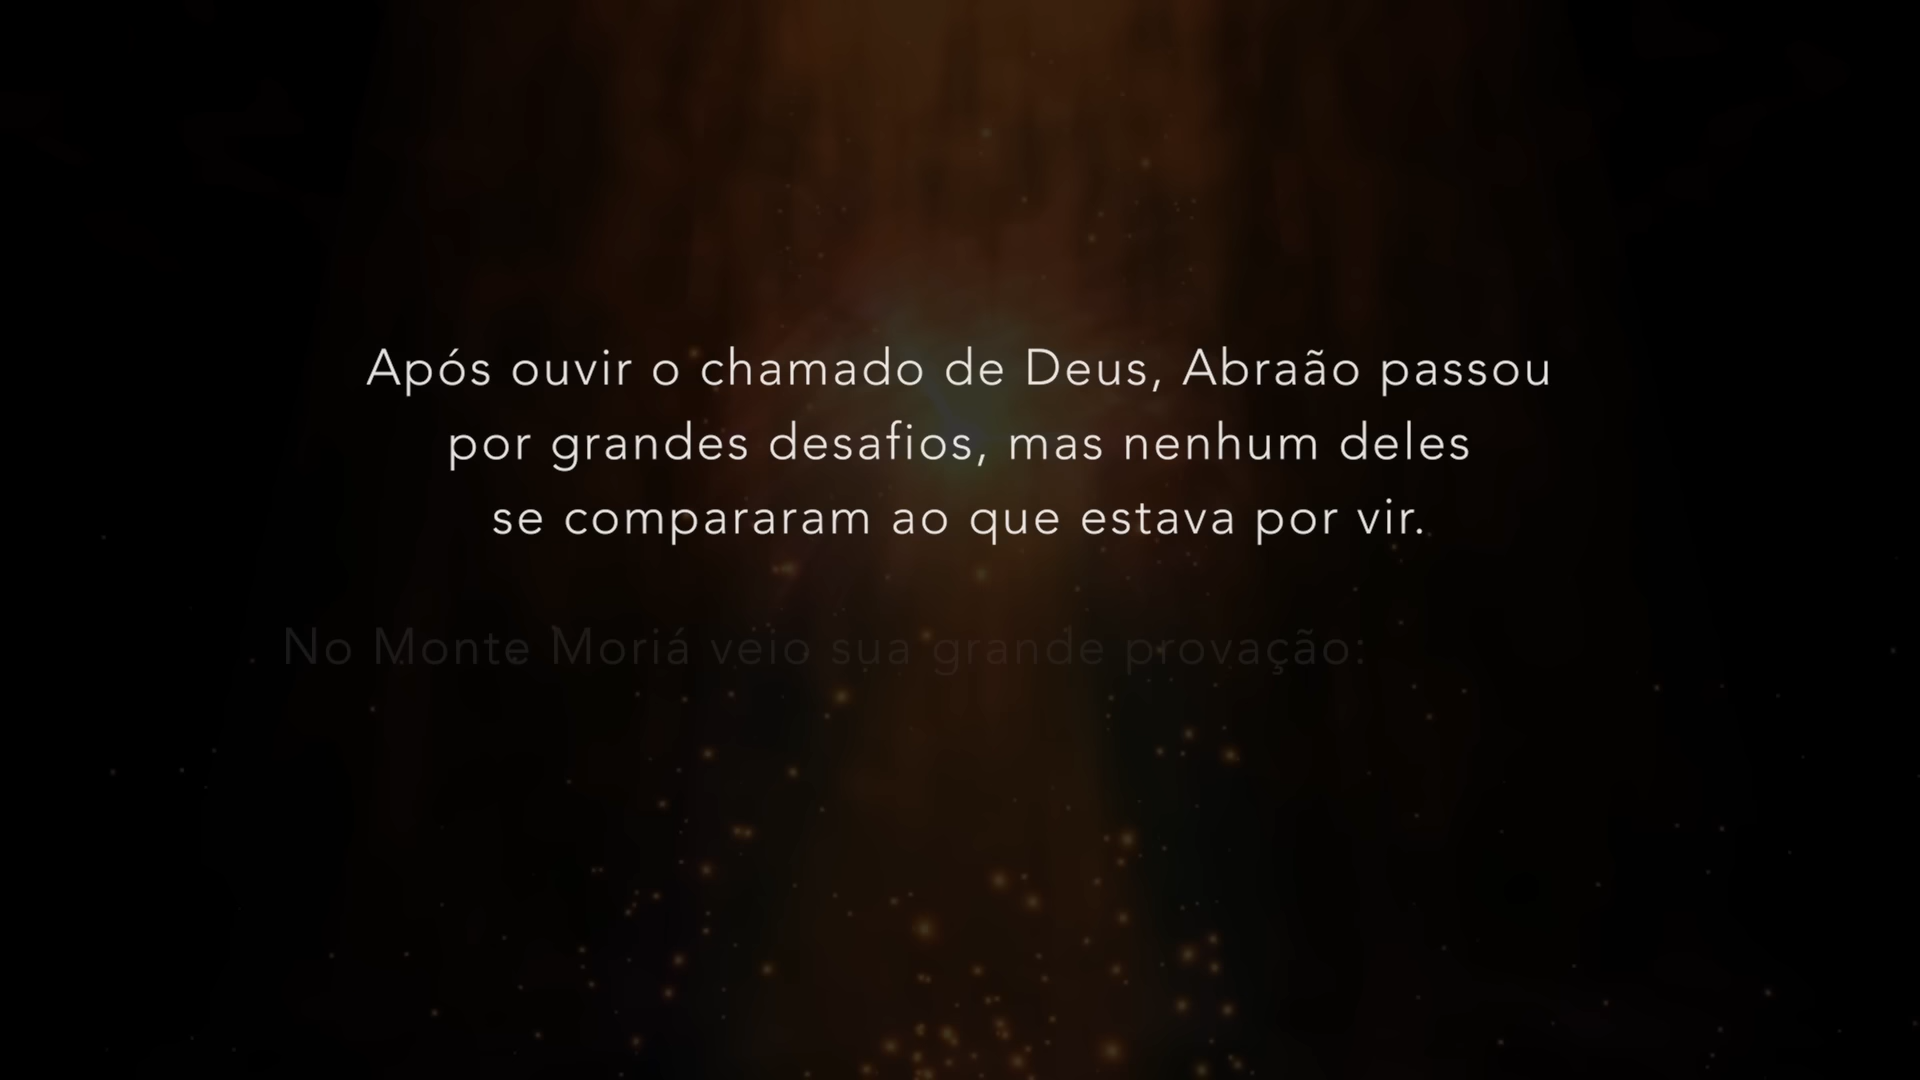 Após ouvir o chamado de Deus, Abraão passou
por grandes desafios, mas nenhum deles
se compararam ao que estava por vir.
No Monte Moriá veio sua grande provação: